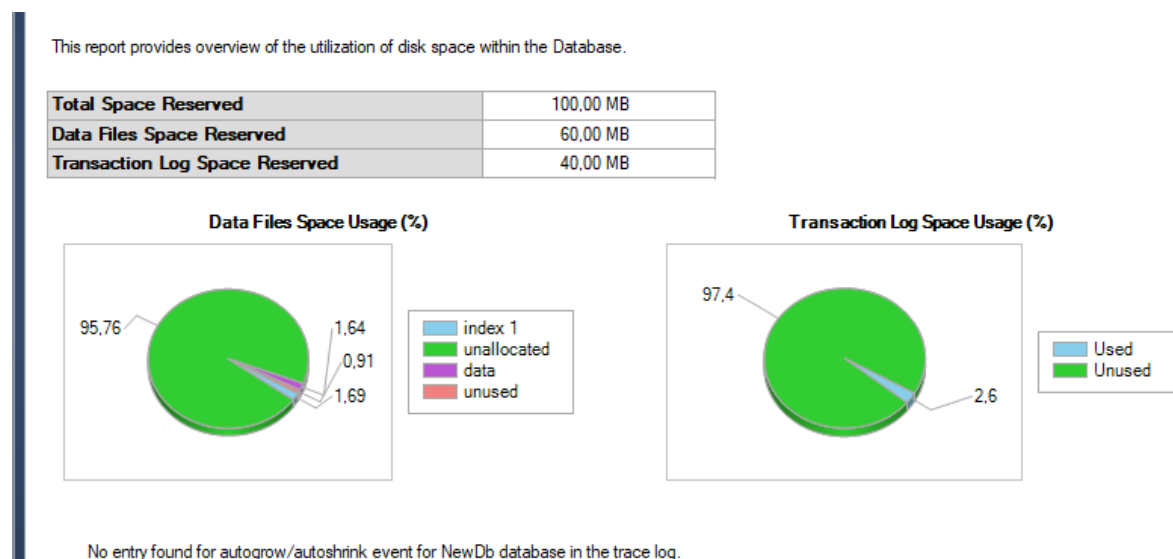 This report provides overview of the utilization of disk space within the Database.
Total Space Reserved 100,00 MB
Data Files Space Reserved 60,00 MB
Transaction Log Space Reserved 40,00 MB
Data Files Space Usage (%)
95,76
1,64
0,91
1,69
index 1
unallocated
data
unused
Transaction Log Space Usage (%)
97,4
2,6
Used
Unused
No entry found for autogrow/autoshrink event for NewDb database in the trace log.